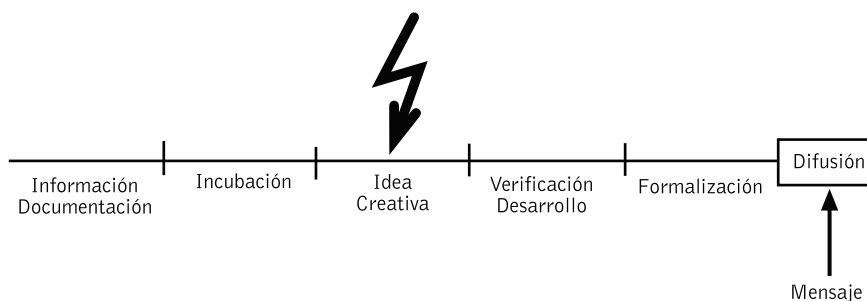 Información
Documentación
Incubación
Idea
Creativa
Verificación
Desarrollo
Formalización
Difusión
Mensaje